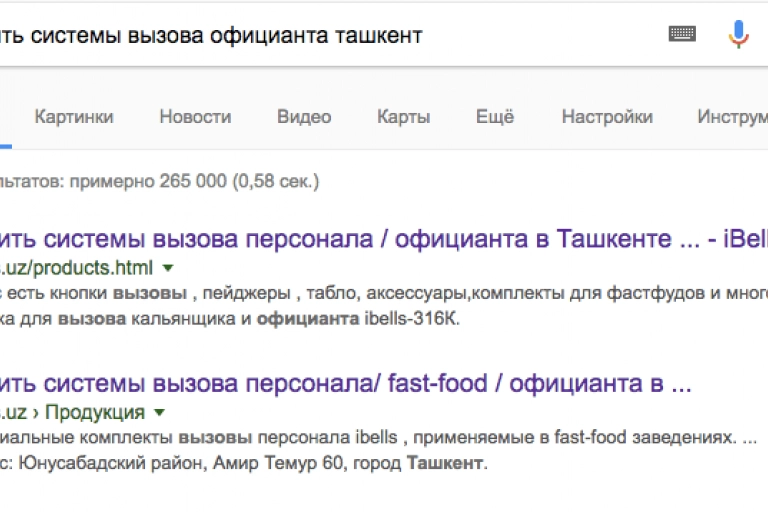 ть системы вызова официанта ташкент
Картинки Новости Видео Карты Ещё Настройки Инструм
льтатов: примерно 265 000 (0,58 сек.)
ить системы вызова персонала / официанта в Ташкенте ... - iBell
.uz/products.html
с есть кнопки вызовы , пейджеры , табло, аксессуары,комплекты для фастфудов и мног
ка для вызова кальянщика и официанта ibells-316К.
ить системы вызова персонала/ fast-food / официанта в ...
.uz › Продукция
иальные комплекты вызовы персонала ibells , применяемые в fast-food заведениях. ...
с: Юнусабадский район, Амир Темур 60, город Ташкент.